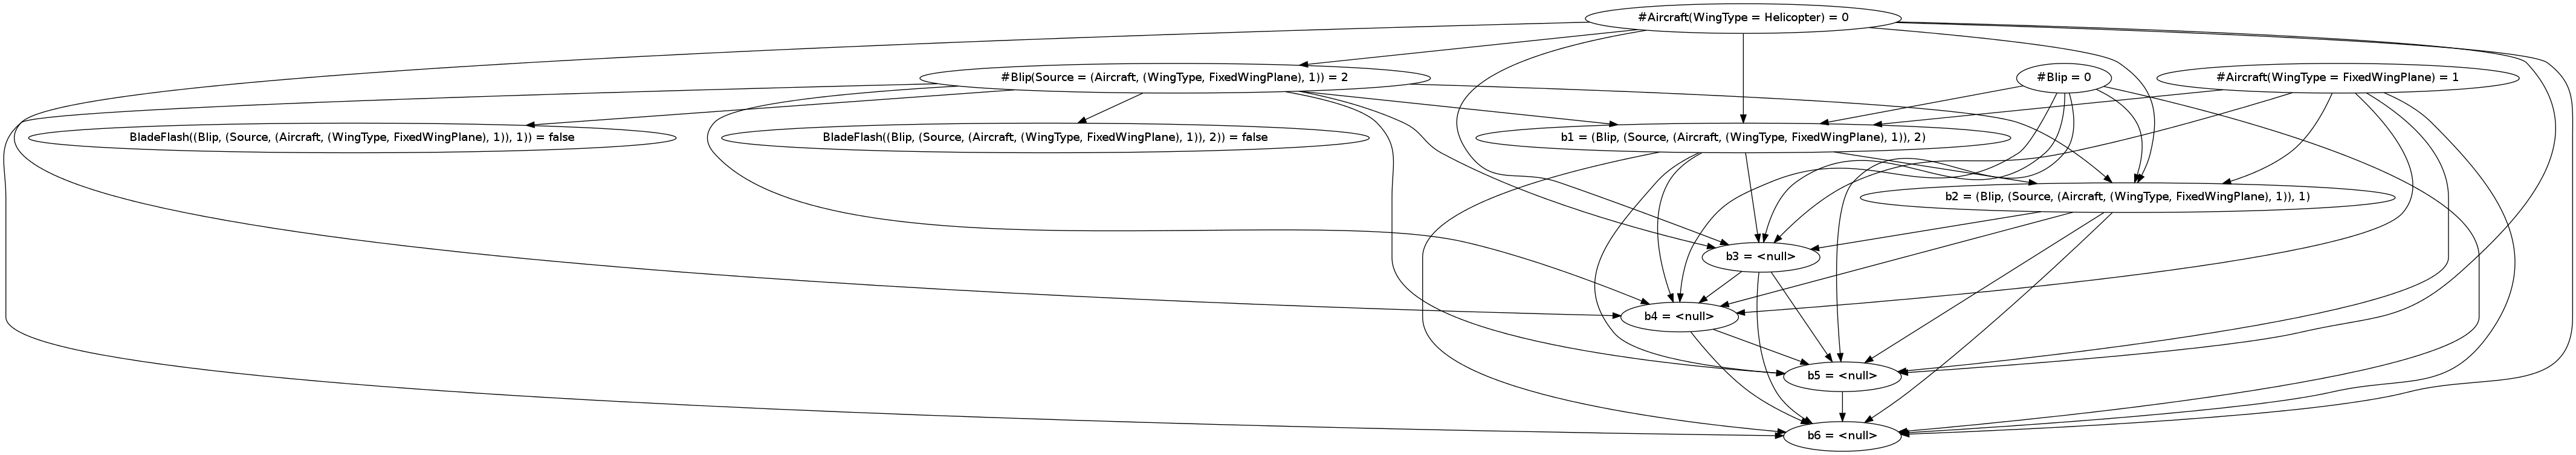 #Aircraft(WingType = Helicopter) = 0
#Blip(Source = (Aircraft, (WingType, FixedWingPlane), 1)) = 2
#Blip = 0
#Aircraft(WingType = FixedWingPlane) = 1
BladeFlash((Blip, (Source, (Aircraft, (WingType, FixedWingPlane), 1)), 1)) = false
BladeFlash((Blip, (Source, (Aircraft, (WingType, FixedWingPlane), 1)), 2)) = false
b1 = (Blip, (Source, (Aircraft, (WingType, FixedWingPlane), 1)), 2)
b2 = (Blip, (Source, (Aircraft, (WingType, FixedWingPlane), 1)), 1)
b3 = <null>
b4 = <null>
b5 = <null>
b6 = <null>